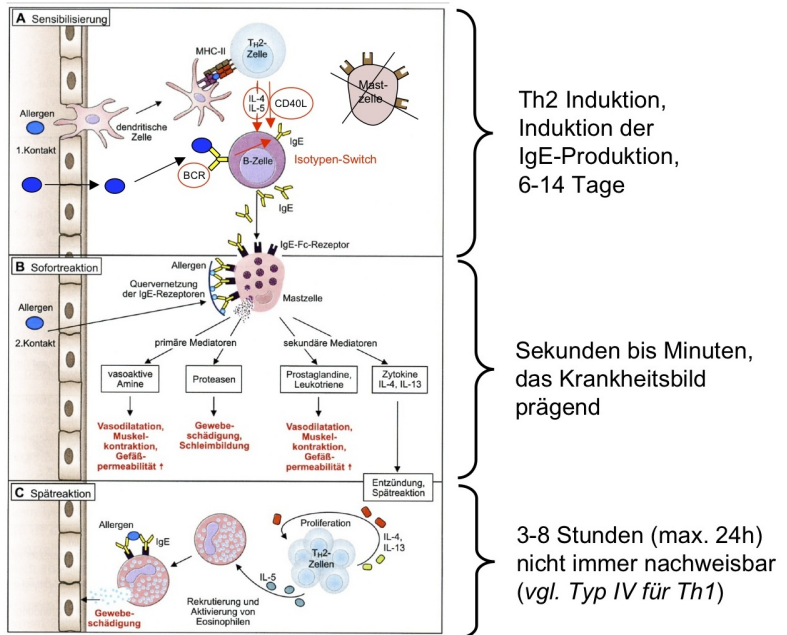 A Sensibilisierung
MHC-II
TH2-
Zelle
Mast-
zelle
IL-4
IL-5
CD40L
Allergen
dendritische
Zelle
1.Kontakt
IgE
B-Zelle
Isotypen-Switch
BCR
IgE
Th2 Induktion,
Induktion der
IgE-Produktion,
6-14 Tage
IgE-Fc-Rezeptor
B Sofortreaktion
Allergen
Quervernetzung
der IgE-Rezeptoren
Mastzelle
Allergen
2.Kontakt
primäre Mediatoren
sekundäre Mediatoren
vasoaktive
Amine
Proteasen
Prostaglandine,
Leukotriene
Zytokine
IL-4, IL-13
Vasodilatation,
Muskel-
kontraktion,
Gefäß-
permeabilität ↑
Gewebe-
schädigung,
Schleimbildung
Vasodilatation,
Muskel-
kontraktion,
Gefäß-
permeabilität ↑
Entzündung,
Spätreaktion
Sekunden bis Minuten,
das Krankheitsbild
prägend
C Spätreaktion
Allergen
IgE
Proliferation
TH2-
Zellen
IL-4,
IL-13
IL-5
Rekrutierung und
Aktivierung von
Eosinophilen
Gewebe-
schädigung
3-8 Stunden (max. 24h)
nicht immer nachweisbar
(vgl. Typ IV für Th1)